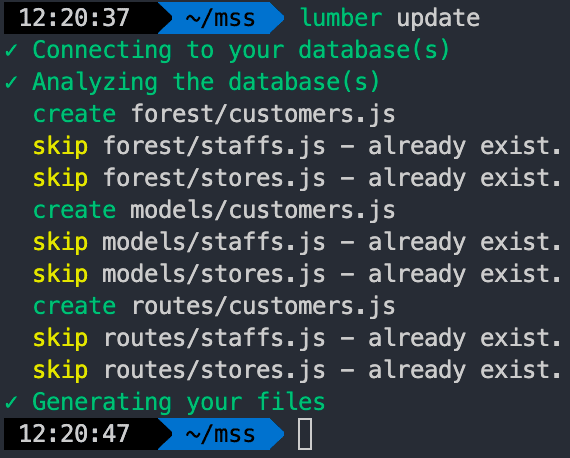 12:20:37 ~/mss lumber update
✓ Connecting to your database(s)
✓ Analyzing the database(s)
create forest/customers.js
skip forest/staffs.js - already exist.
skip forest/stores.js - already exist.
create models/customers.js
skip models/staffs.js - already exist.
skip models/stores.js - already exist.
create routes/customers.js
skip routes/staffs.js - already exist.
skip routes/stores.js - already exist.
✓ Generating your files
12:20:47 ~/mss